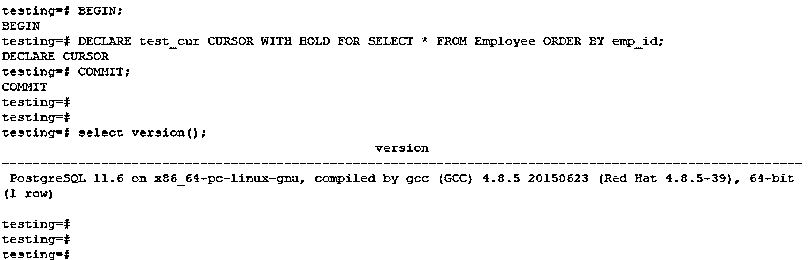 testing=# BEGIN;
BEGIN
testing=# DECLARE test_cur CURSOR WITH HOLD FOR SELECT * FROM Employee ORDER BY emp_id;
DECLARE CURSOR
testing=# COMMIT;
COMMIT
testing=#
testing=#
testing=# select version();
version
--------------------------------------------------------------------------------------------------------
PostgreSQL 11.6 on x86_64-pc-linux-gnu, compiled by gcc (GCC) 4.8.5 20150623 (Red Hat 4.8.5-39), 64-bit
(1 row)
testing=#
testing=#
testing=#